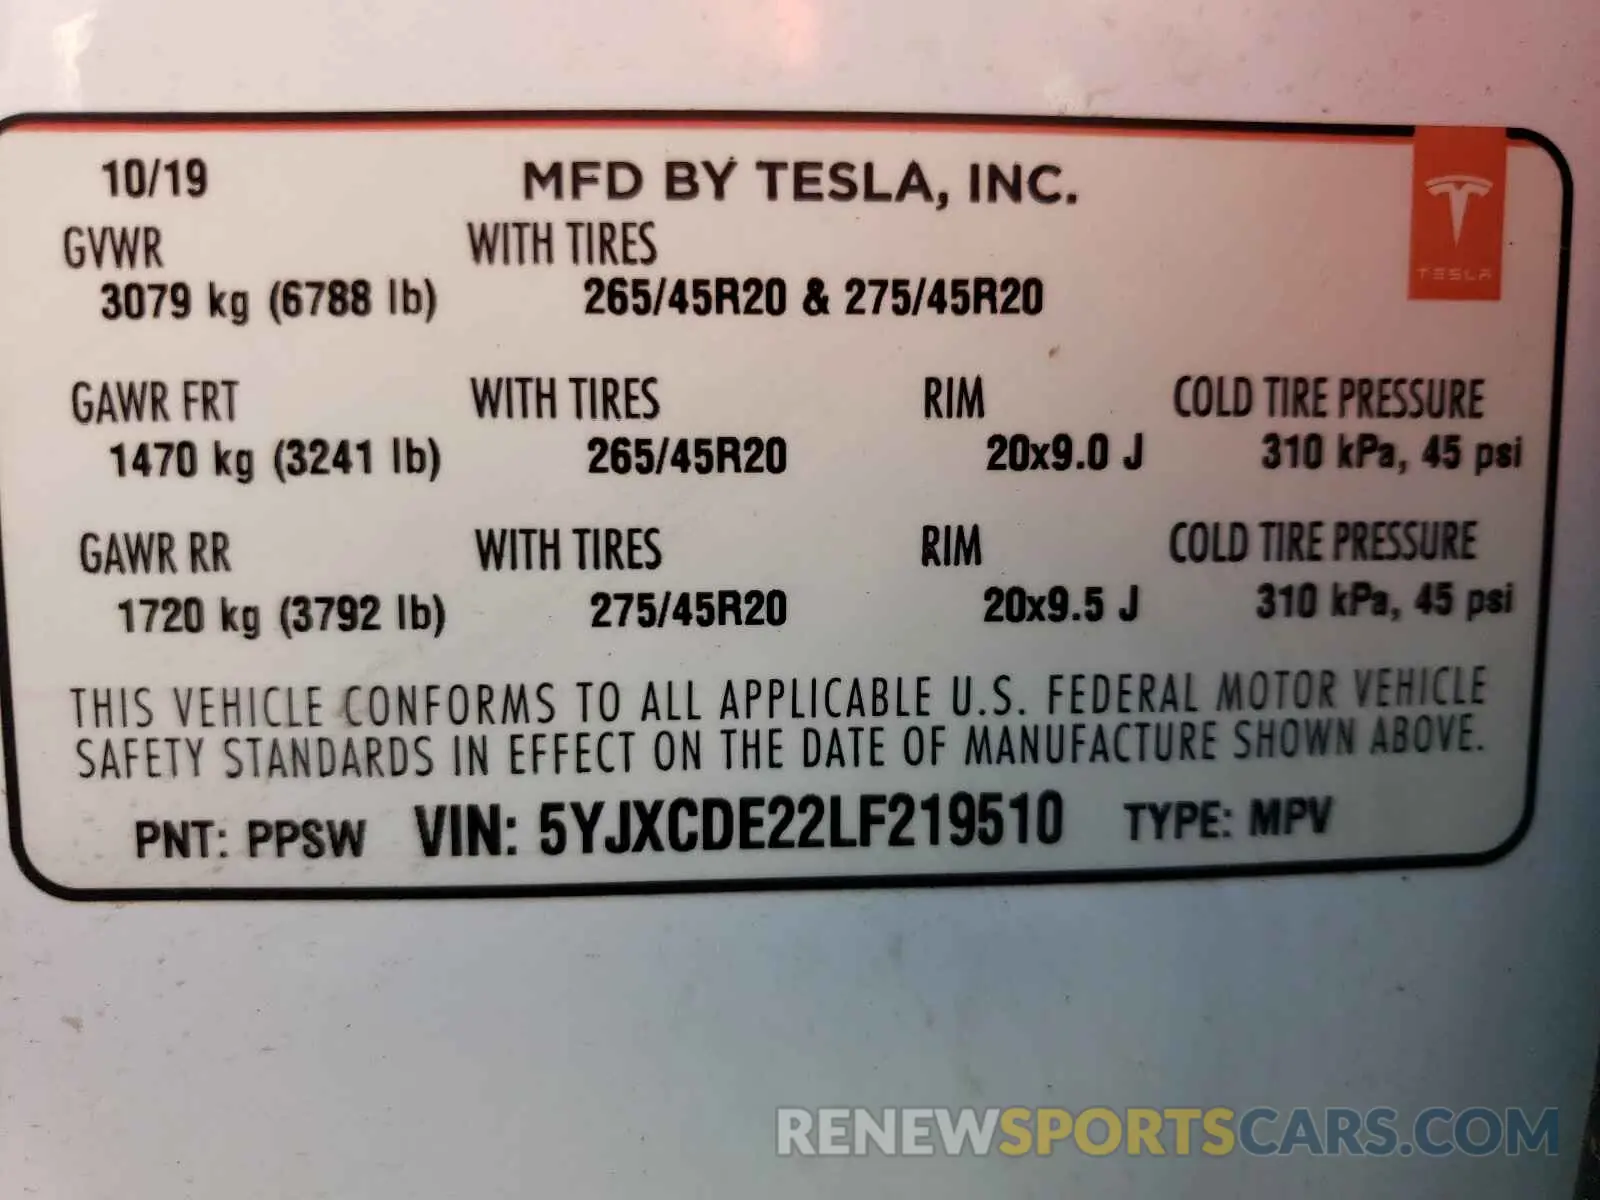 10/19 MFD BY TESLA, INC.
GVWR WITH TIRES
TESLA
3079 kg (6788 lb) 265/45R20 & 275/45R20
GAWR FRT WITH TIRES RIM COLD TIRE PRESSURE
1470 kg (3241 lb) 265/45R20 20x9.0 J 310 kPa, 45 psi
GAWR RR WITH TIRES RIM COLD TIRE PRESSURE
1720 kg (3792 lb) 275/45R20 20x9.5 J 310 kPa, 45 psi
THIS VEHICLE CONFORMS TO ALL APPLICABLE U.S. FEDERAL MOTOR VEHICLE
SAFETY STANDARDS IN EFFECT ON THE DATE OF MANUFACTURE SHOWN ABOVE.
PNT: PPSW VIN: 5YJXCDE22LF219510 TYPE: MPV
RENEWSPORTSCARS.COM